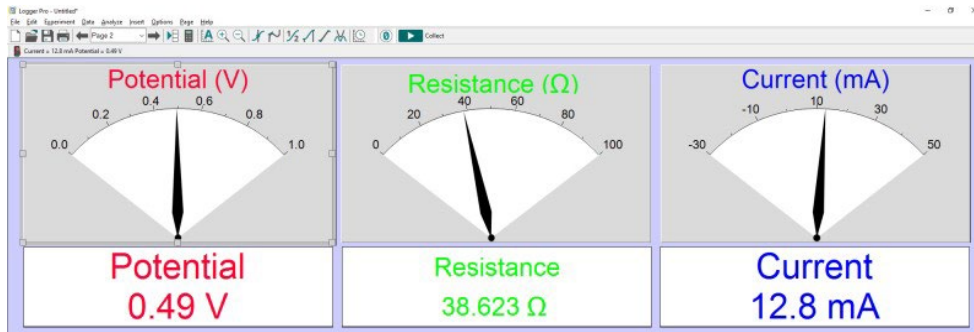 Logger Pro - Untitled*
File Edit Experiment Data Analyze Insert Options Page Help
Page 2
Collect
Current = 12.8 mA Potential = 0.49 V
Potential (V)
0.0 0.2 0.4 0.6 0.8 1.0
Resistance (Ω)
0 20 40 60 80 100
Current (mA)
-30 -10 10 30 50
Potential
0.49 V
Resistance
38.623 Ω
Current
12.8 mA